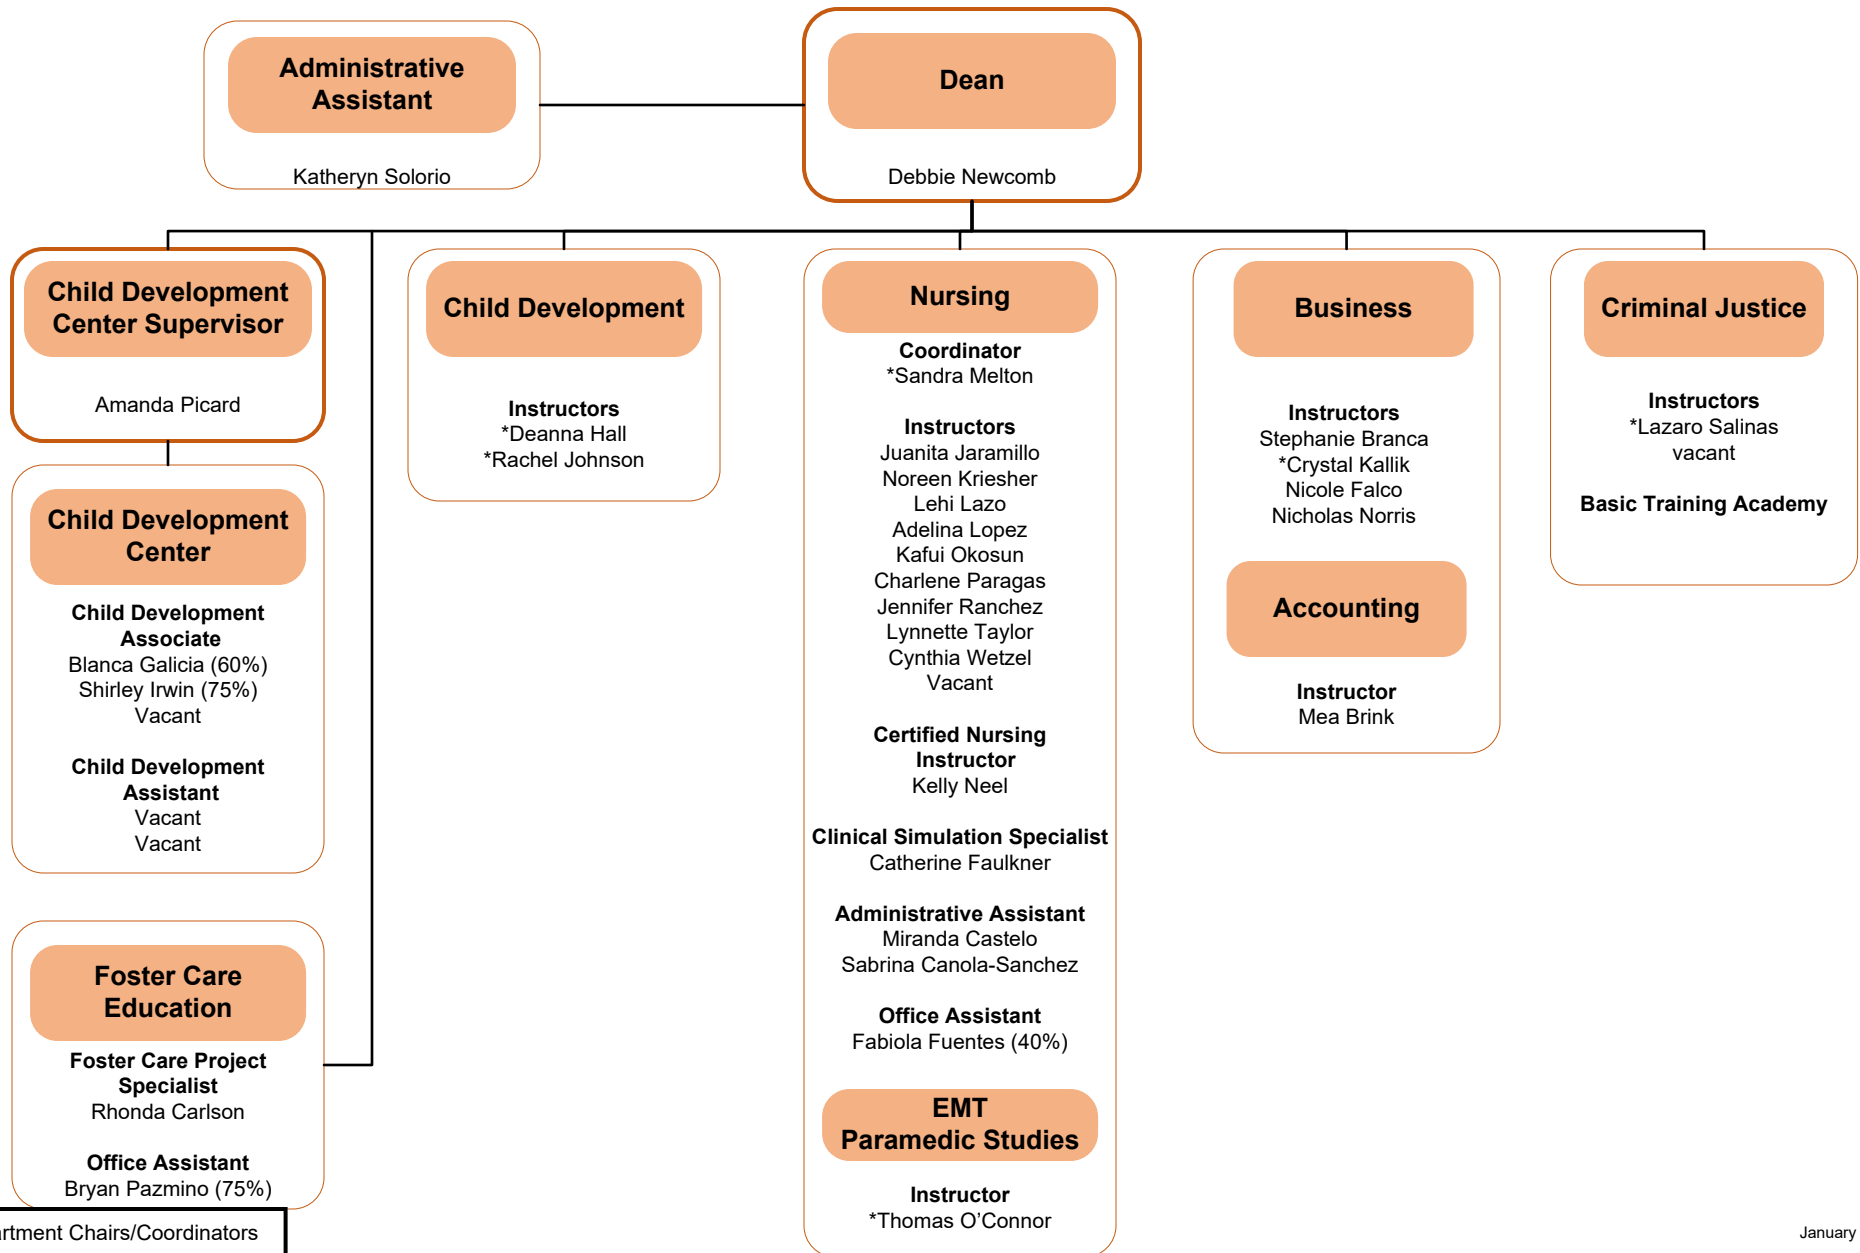 Administrative
Assistant
Katheryn Solorio
Dean
Debbie Newcomb
Child Development
Center Supervisor
Amanda Picard
Child Development
Center
Child Development
Associate
Blanca Galicia (60%)
Shirley Irwin (75%)
Vacant
Child Development
Assistant
Vacant
Vacant
Foster Care
Education
Foster Care Project
Specialist
Rhonda Carlson
Office Assistant
Bryan Pazmino (75%)
Child Development
Instructors
*Deanna Hall
*Rachel Johnson
Nursing
Coordinator
*Sandra Melton
Instructors
Juanita Jaramillo
Noreen Kriesher
Lehi Lazo
Adelina Lopez
Kafui Okosun
Charlene Paragas
Jennifer Ranchez
Lynnette Taylor
Cynthia Wetzel
Vacant
Certified Nursing
Instructor
Kelly Neel
Clinical Simulation Specialist
Catherine Faulkner
Administrative Assistant
Miranda Castelo
Sabrina Canola-Sanchez
Office Assistant
Fabiola Fuentes (40%)
EMT
Paramedic Studies
Instructor
*Thomas O’Connor
Business
Instructors
Stephanie Branca
*Crystal Kallik
Nicole Falco
Nicholas Norris
Accounting
Instructor
Mea Brink
Criminal Justice
Instructors
*Lazaro Salinas
vacant
Basic Training Academy
Chairs/Coordinators
January